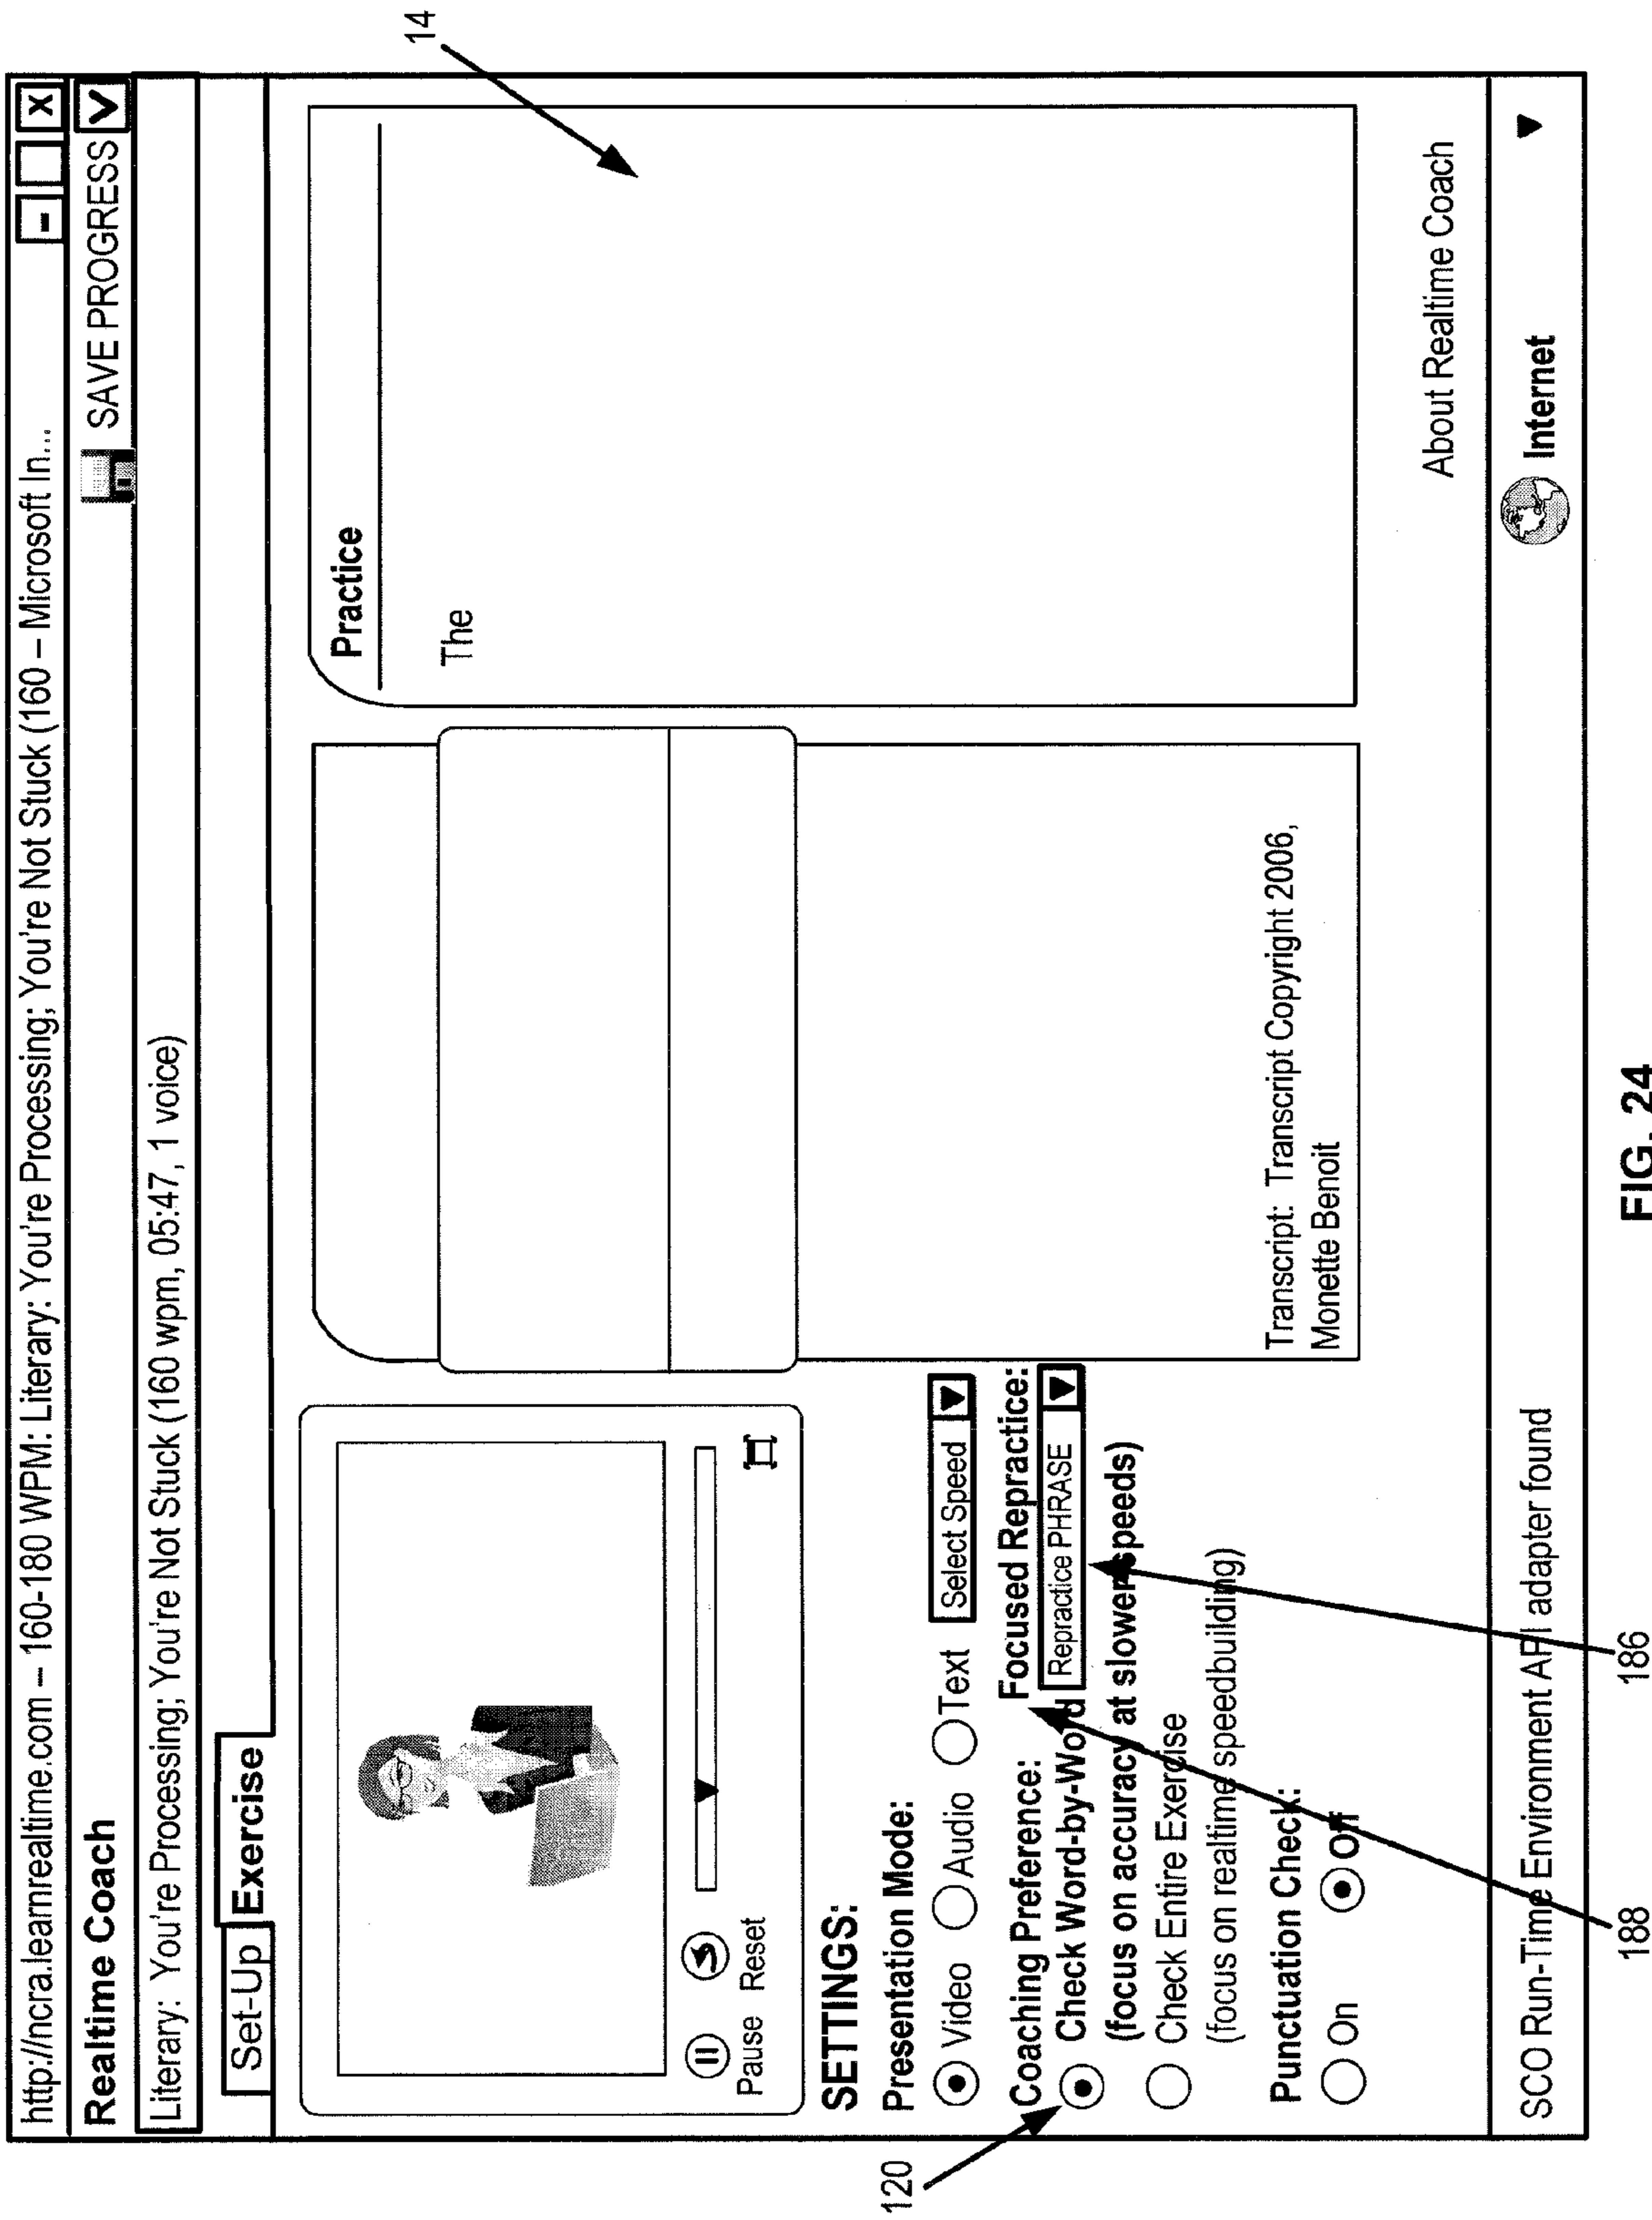 http://ncra.learnrealtime.com – 160-180 WPM: Literary: You're Processing; You're Not Stuck (160 – Microsoft In...
- X
Realtime Coach
SAVE PROGRESS
Literary: You're Processing; You're Not Stuck (160 wpm, 05:47, 1 voice)
Set-Up Exercise
Pause Reset
SETTINGS:
Presentation Mode:
Video Audio Text Select Speed
Coaching Preference:
Focused Repractice:
Check Word-by-Word
Repractice PHRASE
(focus on accuracy at slower speeds)
Check Entire Exercise
(focus on realtime speedbuilding)
Punctuation Check:
On Off
Transcript: Transcript Copyright 2006,
Monette Benoit
Practice
The
About Realtime Coach
SCO Run-Time Environment API adapter found
Internet
14
120
188
186
FIG. 24